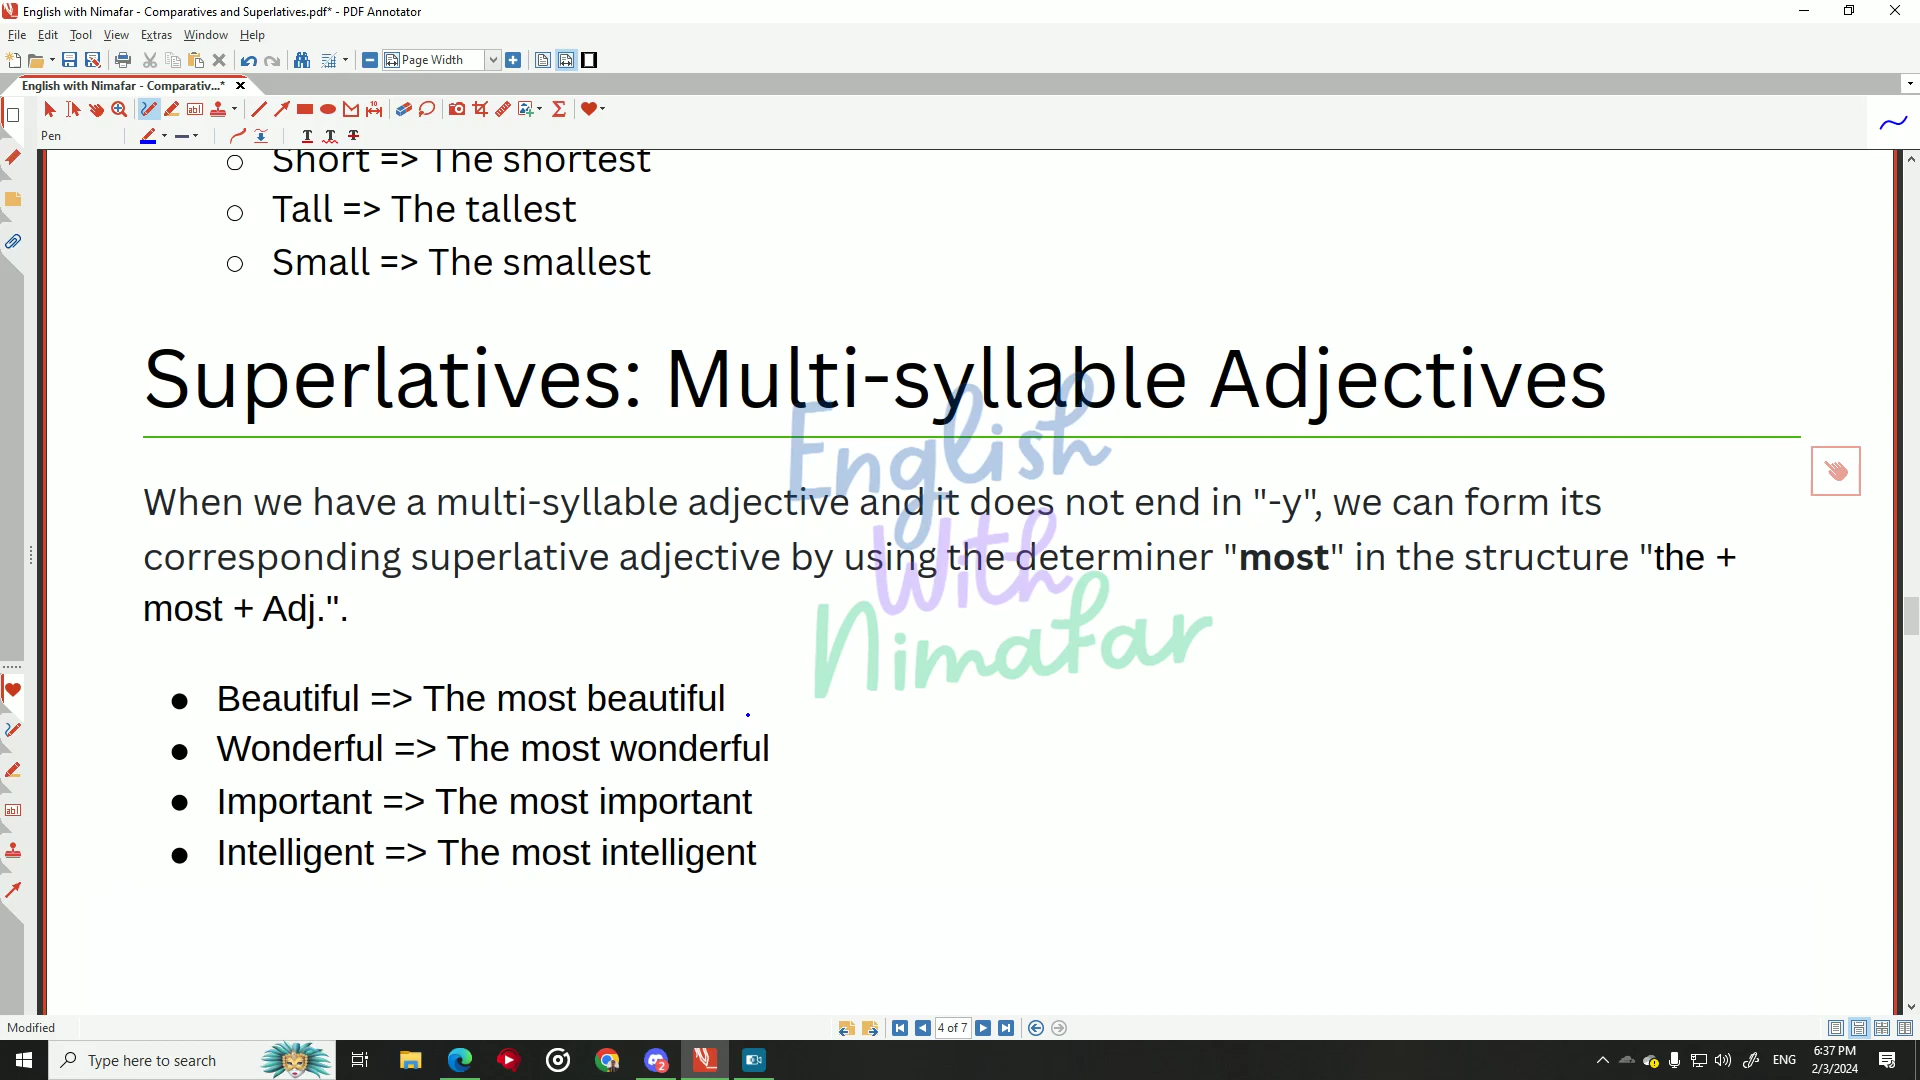 English with Nimafar - Comparatives and Superlatives.pdf* - PDF Annotator
File Edit Tool View Extras Window Help
Page Width
English with Nimafar - Comparativ...*
Pen
○ Short => The shortest
○ Tall => The tallest
○ Small => The smallest
Superlatives: Multi-syllable Adjectives
When we have a multi-syllable adjective and it does not end in "-y", we can form its
corresponding superlative adjective by using the determiner "most" in the structure "the +
most + Adj.".
English
With
Nimafar
● Beautiful => The most beautiful
● Wonderful => The most wonderful
● Important => The most important
● Intelligent => The most intelligent
Modified
4 of 7
Type here to search
2
ENG
6:37 PM
2/3/2024